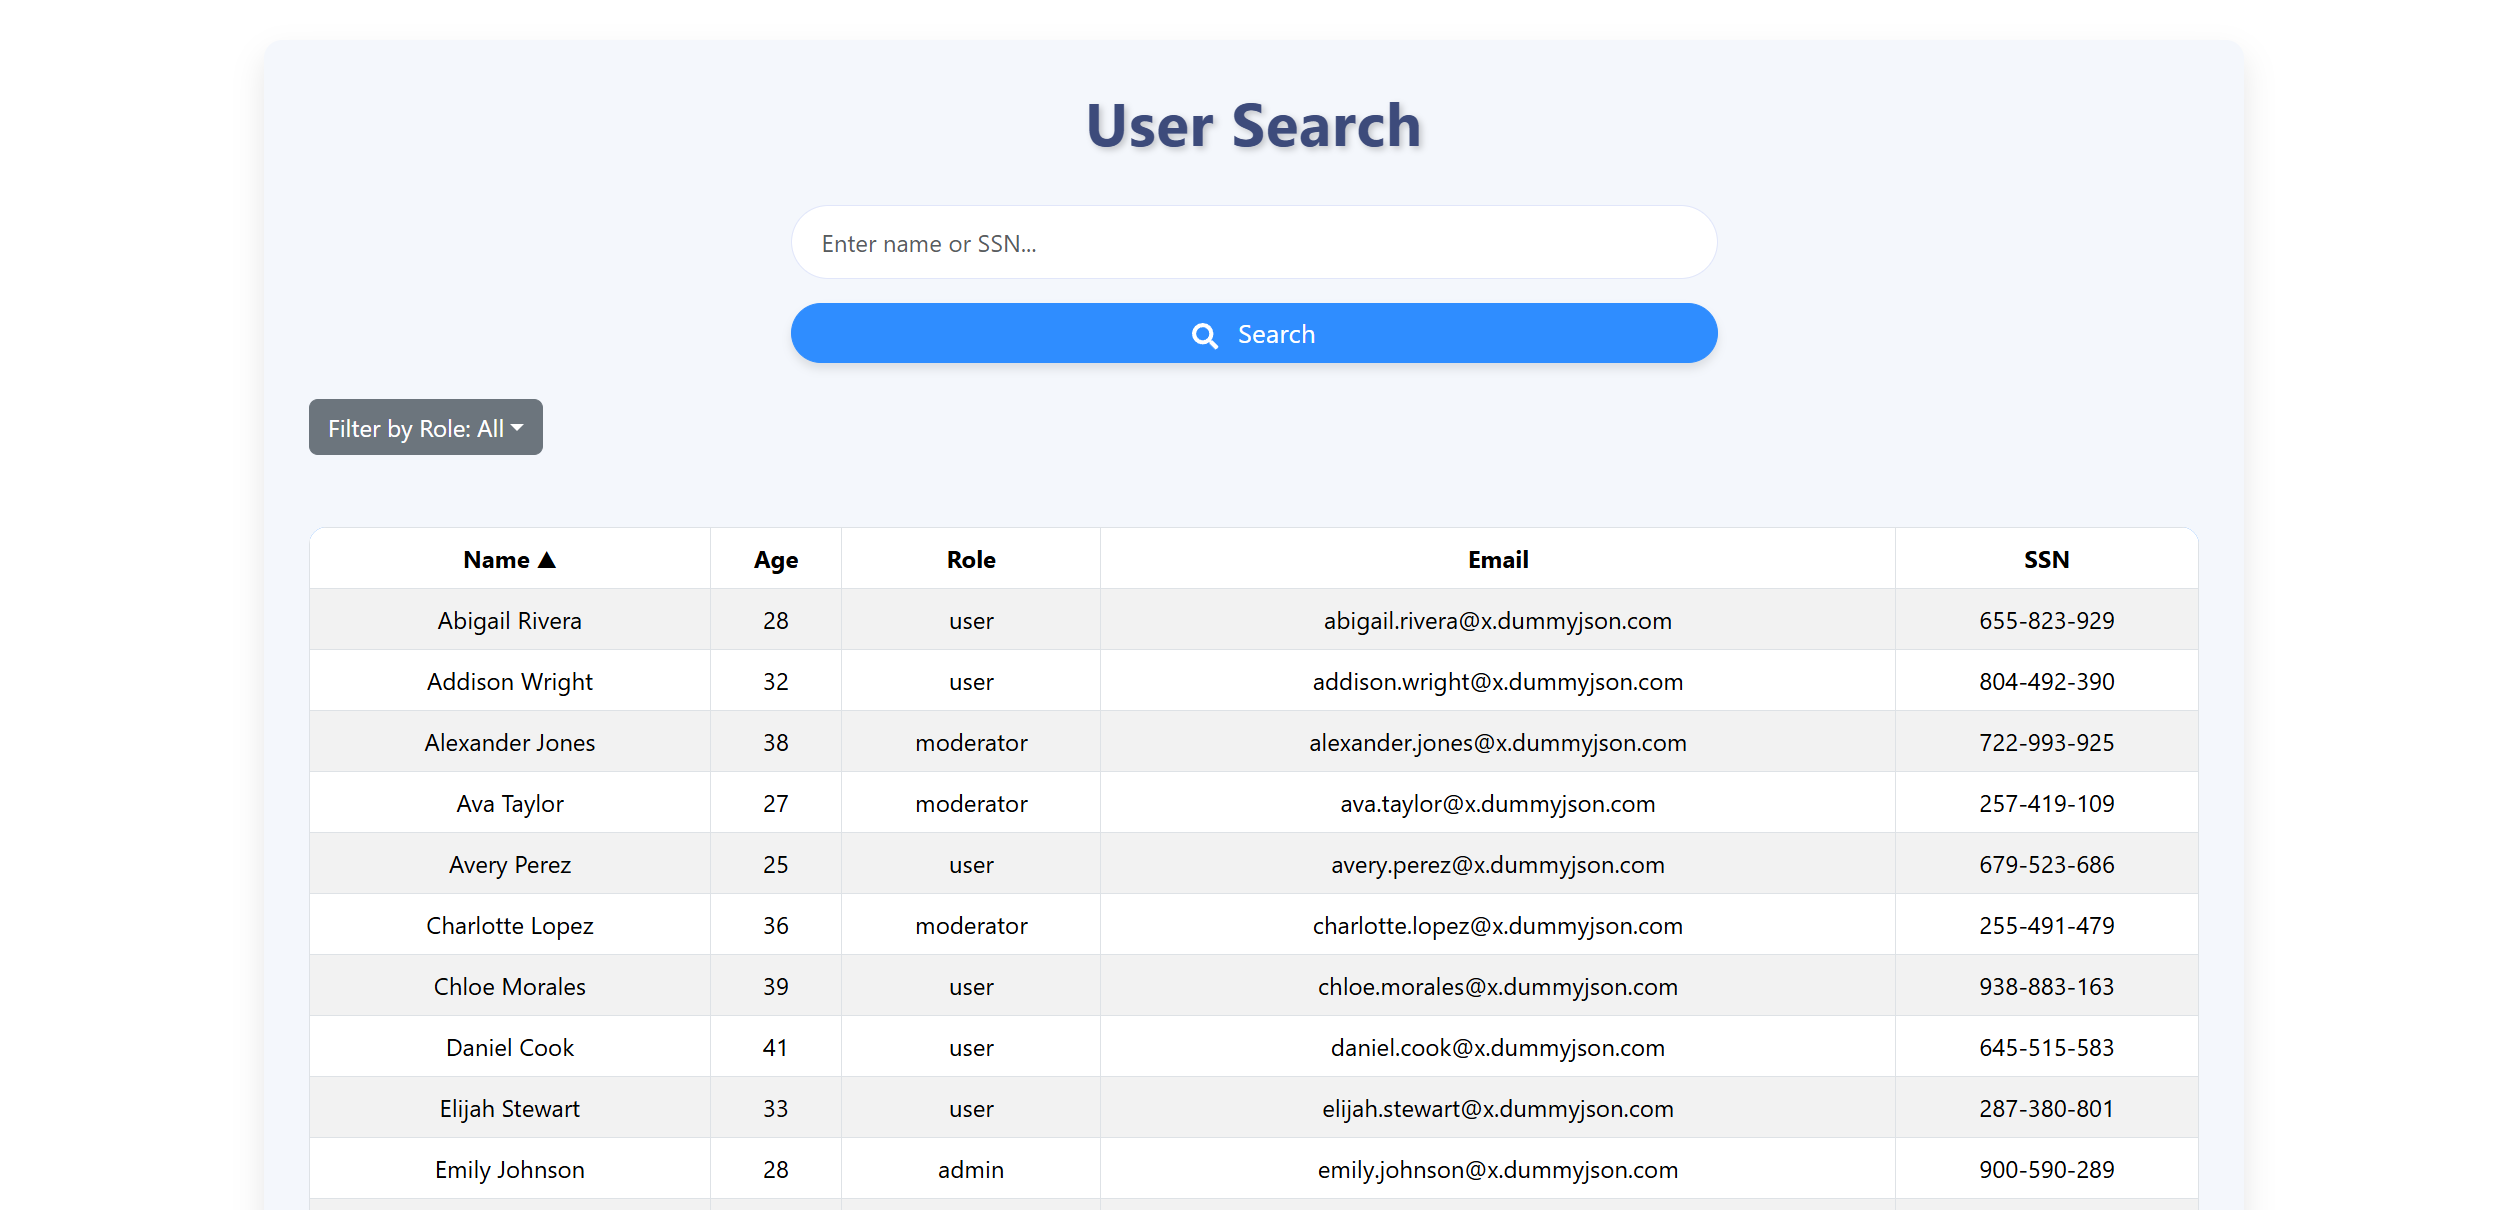 User Search
Enter name or SSN...
Search
Filter by Role: All
Name ▲ Age Role Email SSN
Abigail Rivera 28 user abigail.rivera@x.dummyjson.com 655-823-929
Addison Wright 32 user addison.wright@x.dummyjson.com 804-492-390
Alexander Jones 38 moderator alexander.jones@x.dummyjson.com 722-993-925
Ava Taylor 27 moderator ava.taylor@x.dummyjson.com 257-419-109
Avery Perez 25 user avery.perez@x.dummyjson.com 679-523-686
Charlotte Lopez 36 moderator charlotte.lopez@x.dummyjson.com 255-491-479
Chloe Morales 39 user chloe.morales@x.dummyjson.com 938-883-163
Daniel Cook 41 user daniel.cook@x.dummyjson.com 645-515-583
Elijah Stewart 33 user elijah.stewart@x.dummyjson.com 287-380-801
Emily Johnson 28 admin emily.johnson@x.dummyjson.com 900-590-289